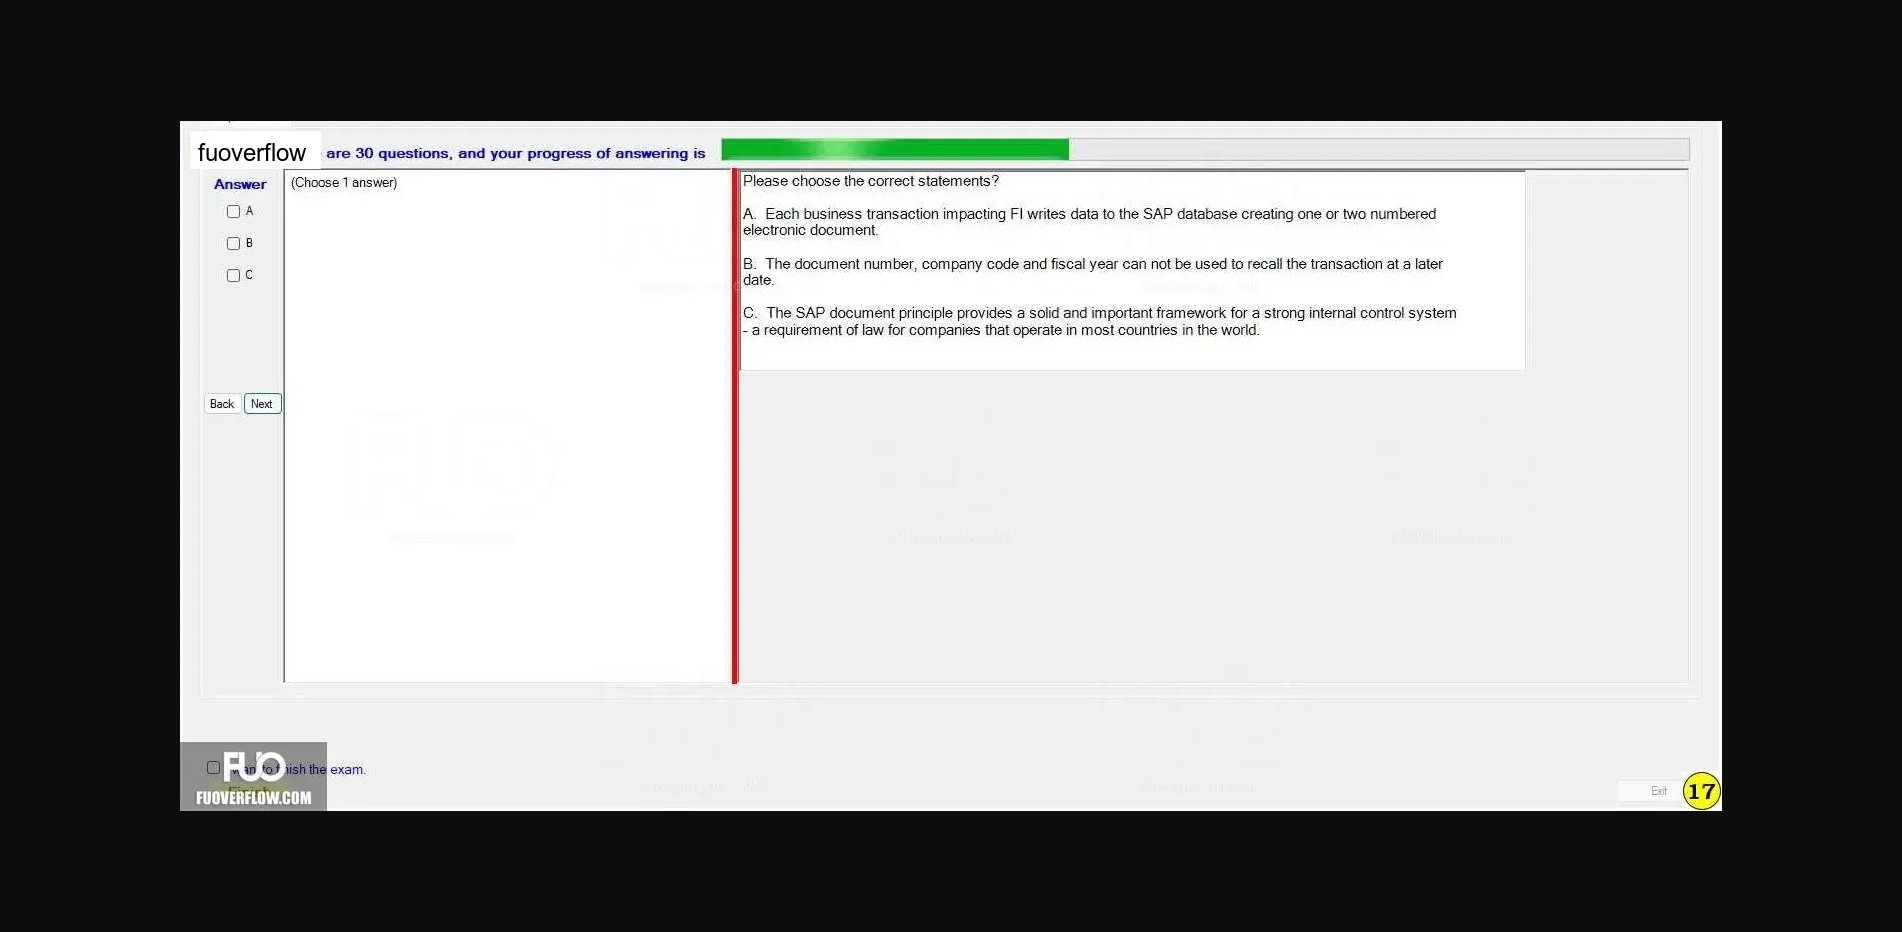 fuoverflow are 30 questions, and your progress of answering is
Answer
(Choose 1 answer)
A
B
C
Back Next
Please choose the correct statements?
A. Each business transaction impacting FI writes data to the SAP database creating one or two numbered
electronic document.
B. The document number, company code and fiscal year can not be used to recall the transaction at a later
date.
C. The SAP document principle provides a solid and important framework for a strong internal control system
- a requirement of law for companies that operate in most countries in the world.
FUO
want to finish the exam.
Finish
FUOVERFLOW.COM
Exit
17